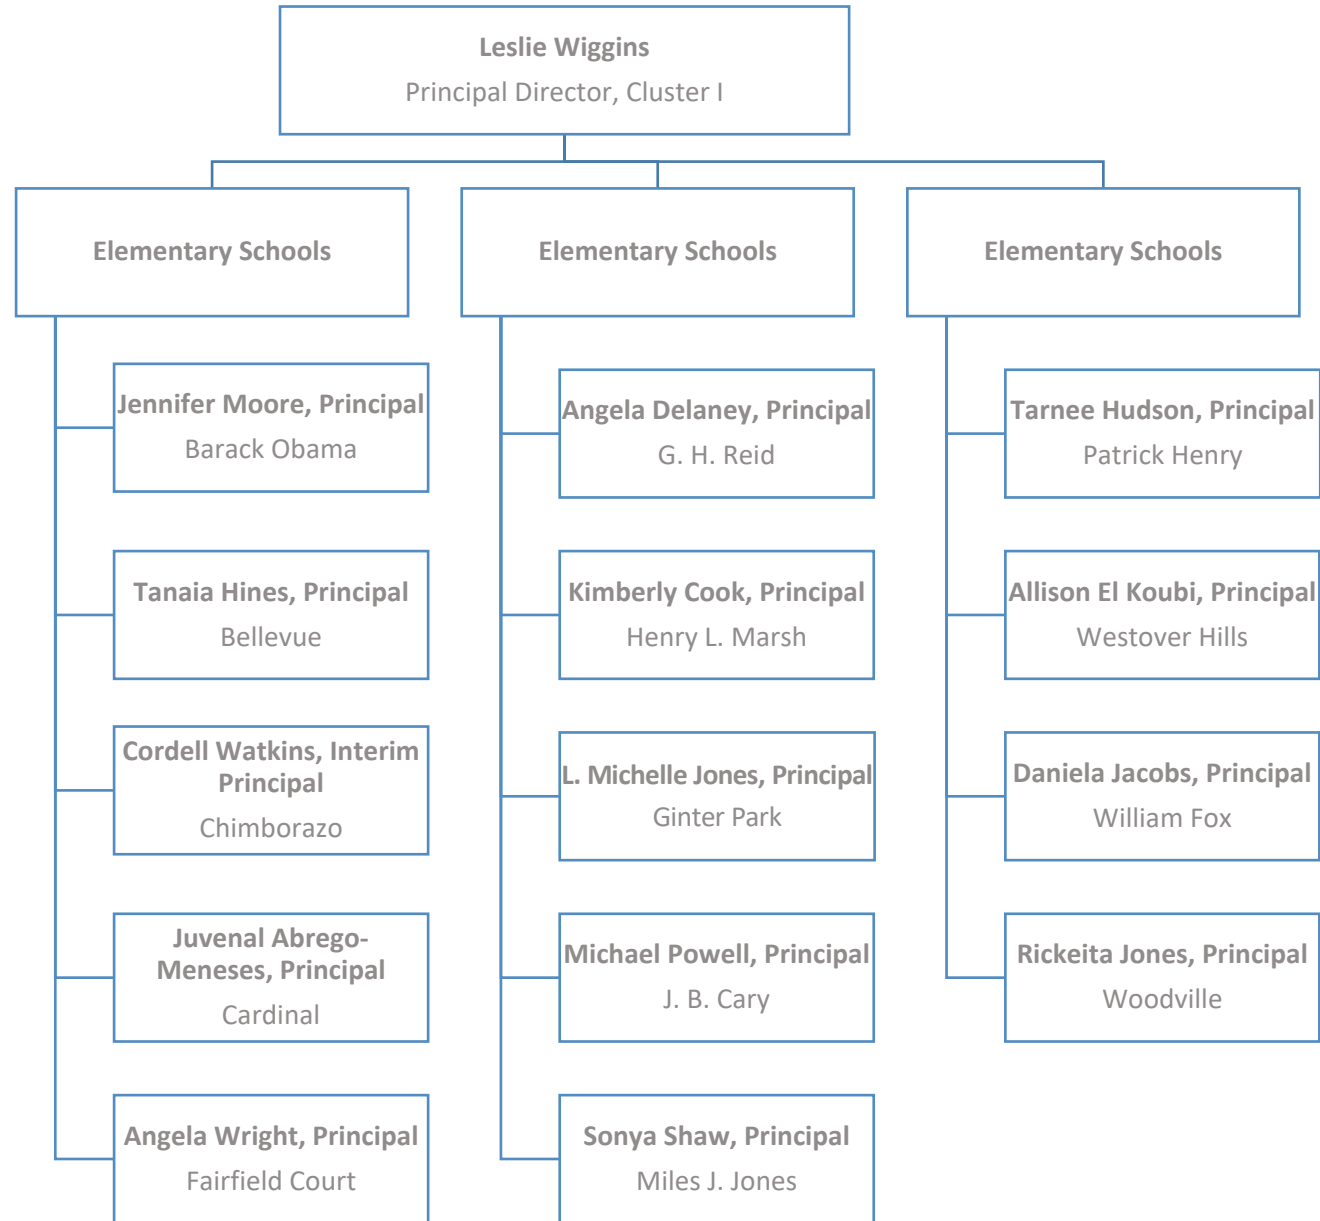 Leslie Wiggins
Principal Director, Cluster I
Elementary Schools
Jennifer Moore, Principal
Barack Obama
Tanaia Hines, Principal
Bellevue
Cordell Watkins, Interim
Principal
Chimborazo
Juvenal Abrego-
Meneses, Principal
Cardinal
Angela Wright, Principal
Fairfield Court
Elementary Schools
Angela Delaney, Principal
G. H. Reid
Kimberly Cook, Principal
Henry L. Marsh
L. Michelle Jones, Principal
Ginter Park
Michael Powell, Principal
J. B. Cary
Sonya Shaw, Principal
Miles J. Jones
Elementary Schools
Tarnee Hudson, Principal
Patrick Henry
Allison El Koubi, Principal
Westover Hills
Daniela Jacobs, Principal
William Fox
Rickeita Jones, Principal
Woodville